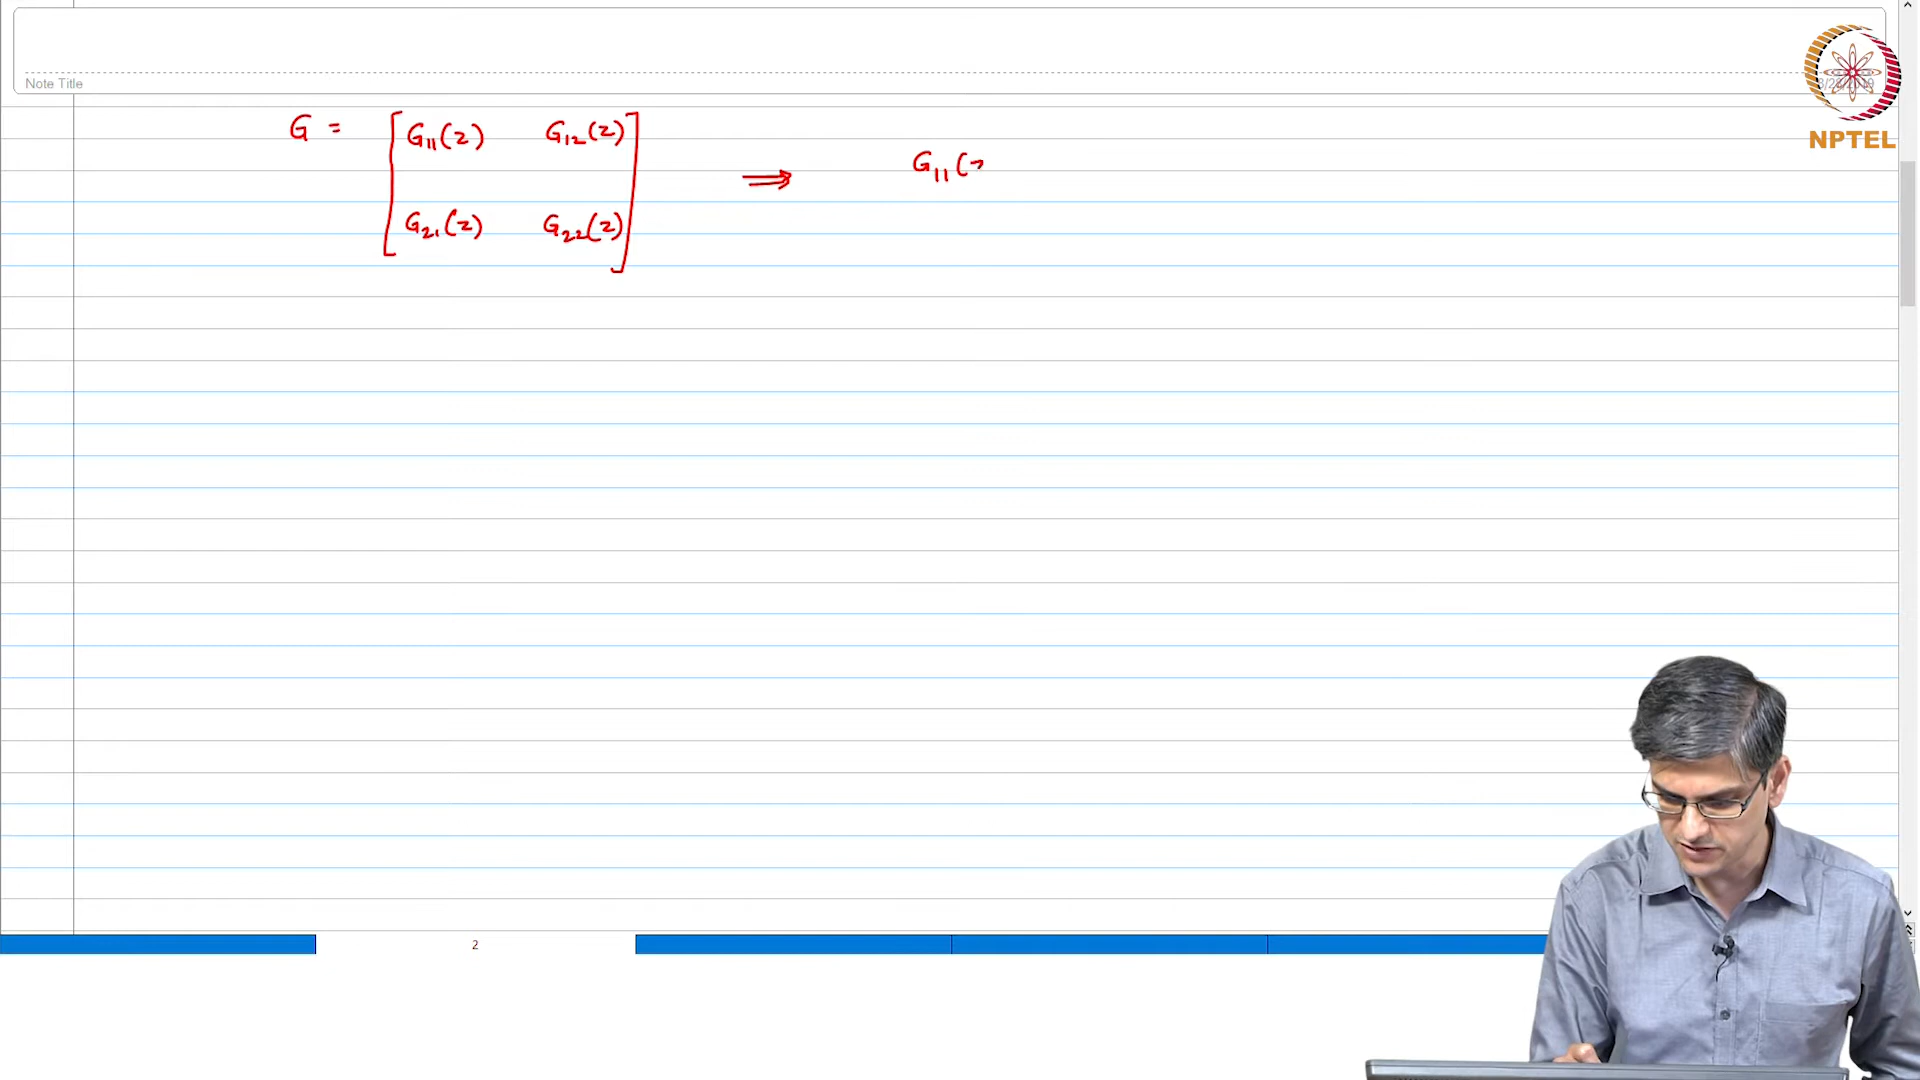 Note Title
NPTEL
G = [ G₁₁(z) G₁₂(z)
G₂₁(z) G₂₂(z) ] ⇒ G₁₁(
2